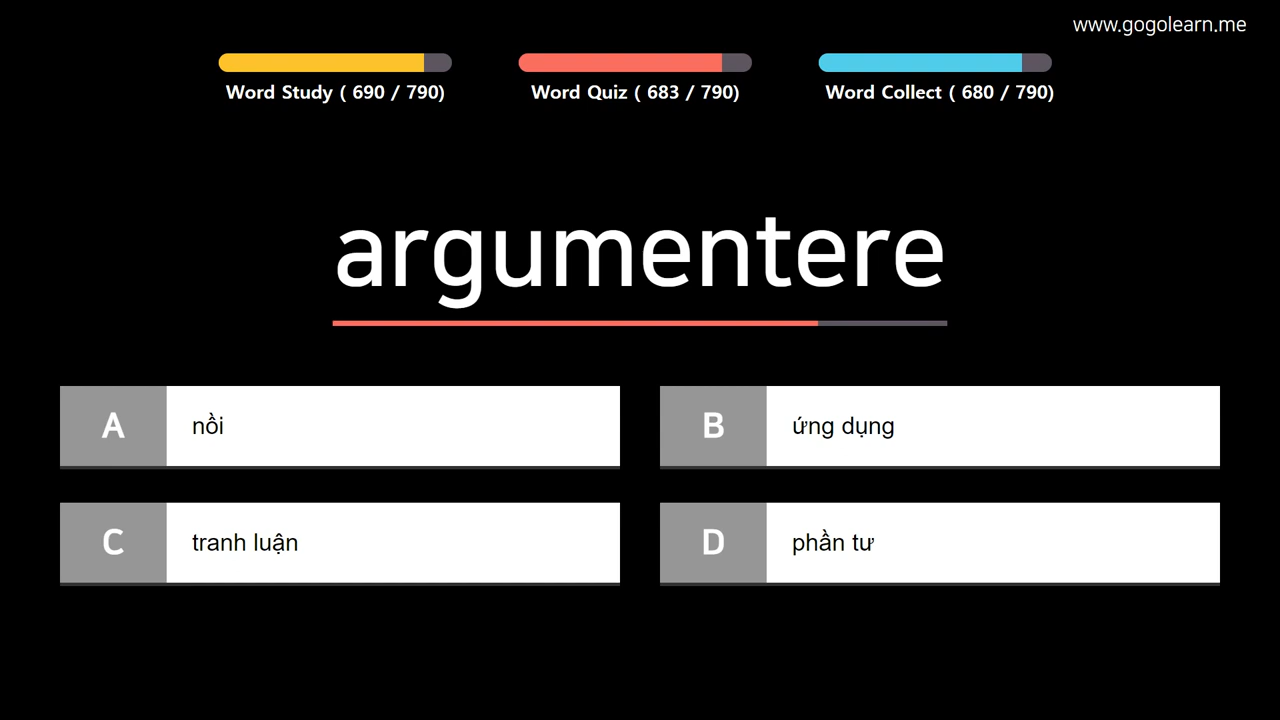 www.gogolearn.me
Word Study ( 690 / 790)
Word Quiz ( 683 / 790)
Word Collect ( 680 / 790)
argumentere
A nồi
B ứng dụng
C tranh luận
D phần tư